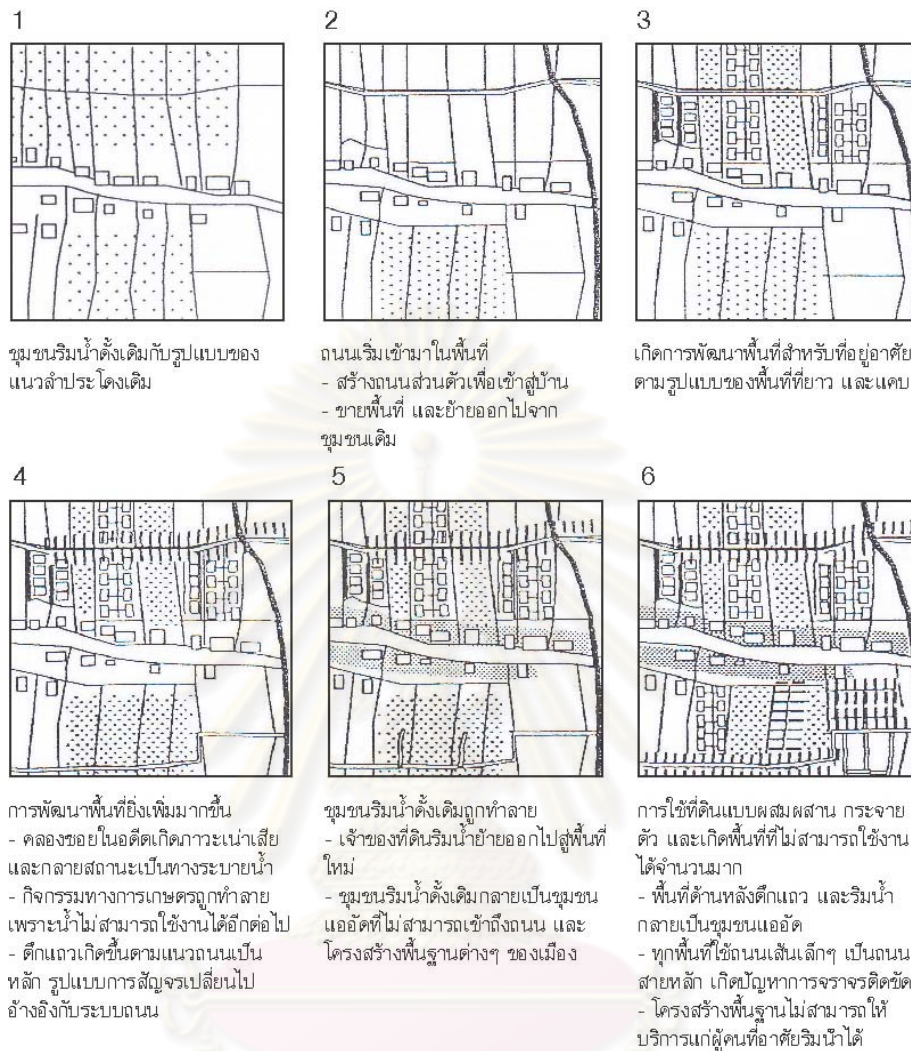 1
2
3
ชุมชนริมน้ำดั้งเดิมกับรูปแบบของ
แนวลำประโดงเดิม
ถนนเริ่มเข้ามาในพื้นที่
- สร้างถนนส่วนตัวเพื่อเข้าสู่บ้าน
- ขายพื้นที่ และย้ายออกไปจาก
ชุมชนเดิม
เกิดการพัฒนาพื้นที่สำหรับที่อยู่อาศัย
ตามรูปแบบของพื้นที่ที่ยาว และแคบ
4
5
6
การพัฒนาพื้นที่ยิ่งเพิ่มมากขึ้น
- คลองซอยในอดีตเกิดภาวะเน่าเสีย
และกลายสถานะเป็นทางระบายน้ำ
- กิจกรรมทางการเกษตรถูกทำลาย
เพราะน้ำไม่สามารถใช้งานได้อีกต่อไป
- ตึกแถวเกิดขึ้นตามแนวถนนเป็น
หลัก รูปแบบการสัญจรเปลี่ยนไป
อ้างอิงกับระบบถนน
ชุมชนริมน้ำดั้งเดิมถูกทำลาย
- เจ้าของที่ดินริมน้ำย้ายออกไปสู่พื้นที่
ใหม่
- ชุมชนริมน้ำดั้งเดิมกลายเป็นชุมชน
แออัดที่ไม่สามารถเข้าถึงถนน และ
โครงสร้างพื้นฐานต่างๆ ของเมือง
การใช้ที่ดินแบบผสมผสาน กระจาย
ตัว และเกิดพื้นที่ที่ไม่สามารถใช้งาน
ได้จำนวนมาก
- พื้นที่ด้านหลังตึกแถว และริมน้ำ
กลายเป็นชุมชนแออัด
- ทุกพื้นที่ใช้ถนนเส้นเล็กๆ เป็นถนน
สายหลัก เกิดปัญหาการจราจรติดขัด
- โครงสร้างพื้นฐานไม่สามารถให้
บริการแก่ผู้คนที่อาศัยริมน้ำได้